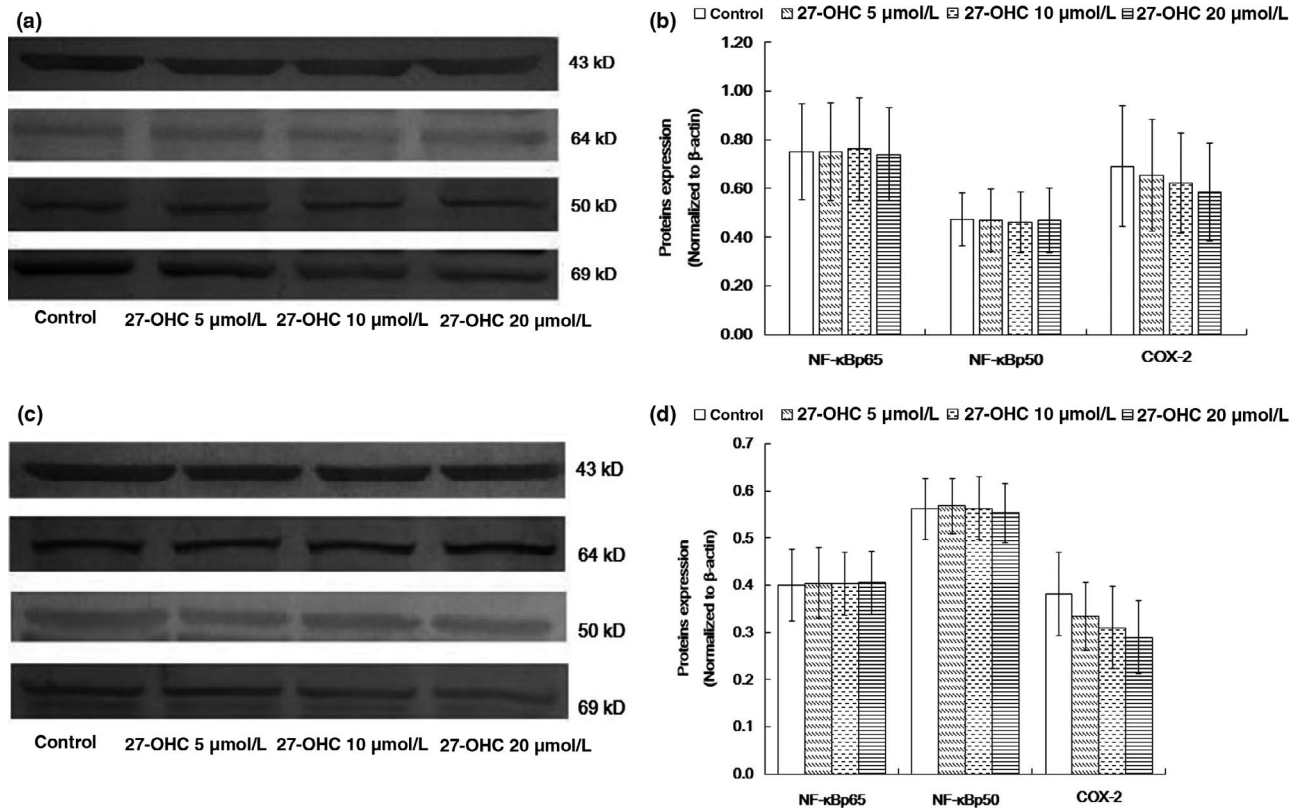 (a)
43 kD
64 kD
50 kD
69 kD
Control 27-OHC 5 µmol/L 27-OHC 10 µmol/L 27-OHC 20 µmol/L
(b)
Control 27-OHC 5 µmol/L 27-OHC 10 µmol/L 27-OHC 20 µmol/L
Proteins expression
(Normalized to β-actin)
1.20
1.00
0.80
0.60
0.40
0.20
0.00
NF-κBp65 NF-κBp50 COX-2
(c)
43 kD
64 kD
50 kD
69 kD
Control 27-OHC 5 µmol/L 27-OHC 10 µmol/L 27-OHC 20 µmol/L
(d)
Control 27-OHC 5 µmol/L 27-OHC 10 µmol/L 27-OHC 20 µmol/L
Proteins expression
(Normalized to β-actin)
0.7
0.6
0.5
0.4
0.3
0.2
0.1
0.0
NF-κBp65 NF-κBp50 COX-2